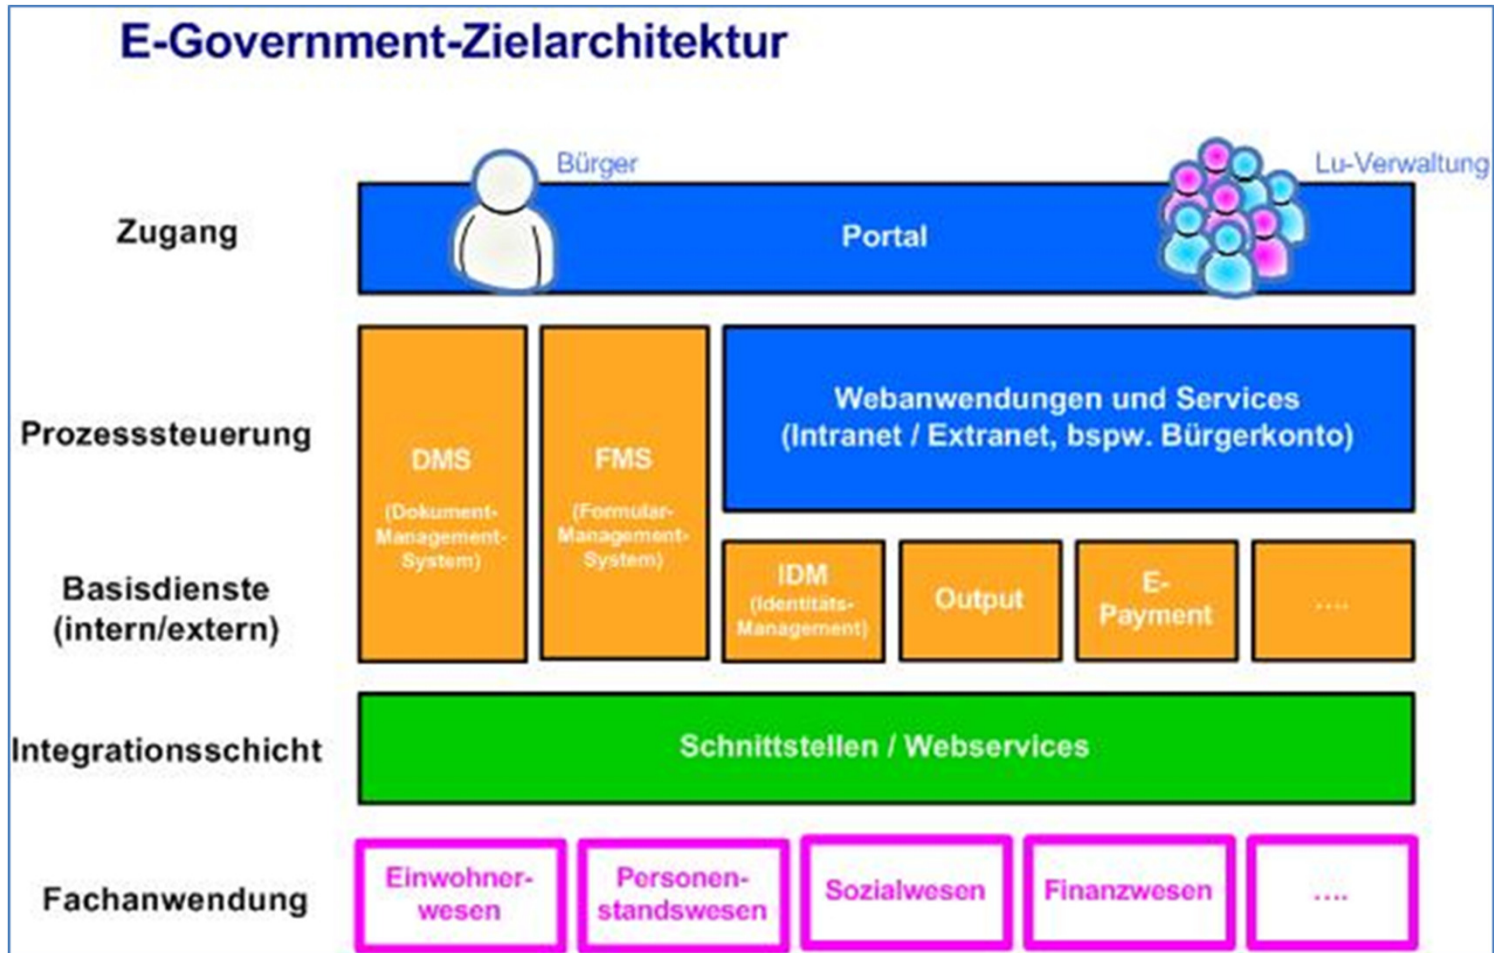 E-Government-Zielarchitektur
Bürger
Lu-Verwaltung
Zugang
Portal
Prozesssteuerung
DMS
(Dokument-
Management-
System)
FMS
(Formular-
Management-
System)
Webanwendungen und Services
(Intranet / Extranet, bspw. Bürgerkonto)
Basisdienste
(intern/extern)
IDM
(Identitäts-
Management)
Output
E-
Payment
....
Integrationsschicht
Schnittstellen / Webservices
Fachanwendung
Einwohner-
wesen
Personen-
standswesen
Sozialwesen
Finanzwesen
....